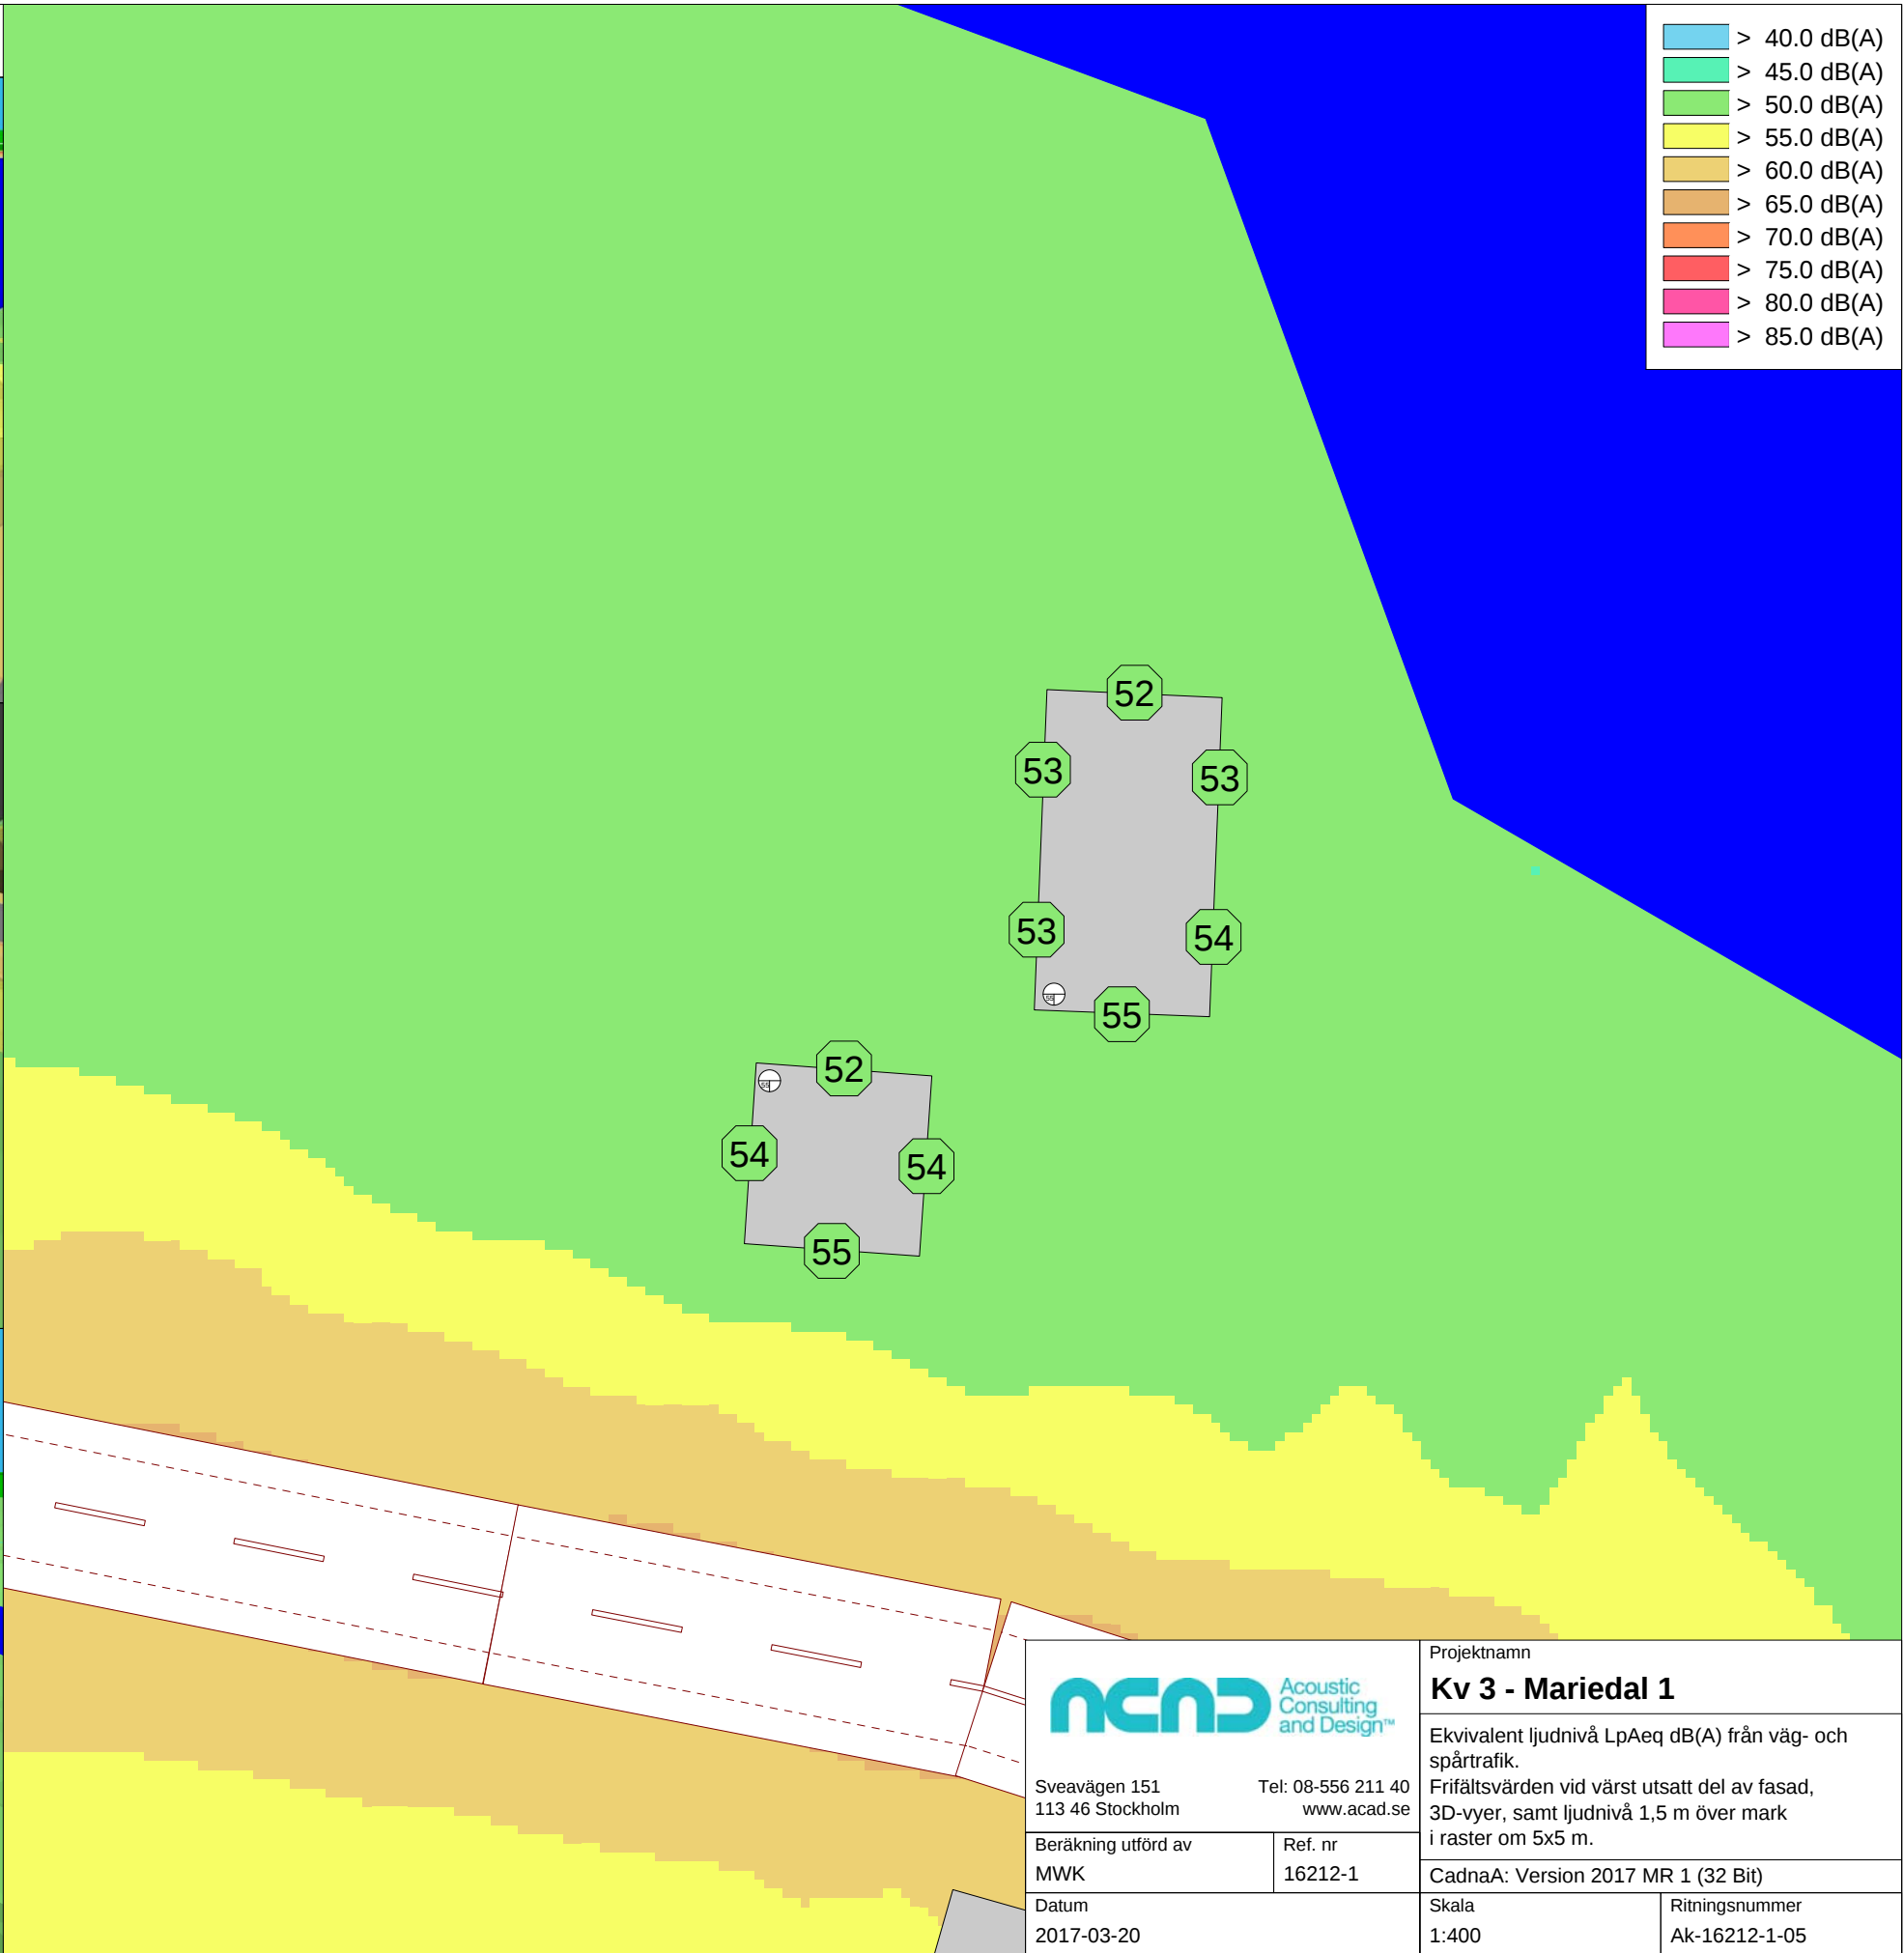 > 40.0 dB(A)
> 45.0 dB(A)
> 50.0 dB(A)
> 55.0 dB(A)
> 60.0 dB(A)
> 65.0 dB(A)
> 70.0 dB(A)
> 75.0 dB(A)
> 80.0 dB(A)
> 85.0 dB(A)
52
53
53
53
54
55
52
54
54
55
ACAD
Acoustic
Consulting
and Design™
Sveavägen 151
113 46 Stockholm
Tel: 08-556 211 40
www.acad.se
Projektnamn
Kv 3 - Mariedal 1
Ekvivalent ljudnivå LpAeq dB(A) från väg- och
spårtrafik.
Frifältsvärden vid värst utsatt del av fasad,
3D-vyer, samt ljudnivå 1,5 m över mark
i raster om 5x5 m.
Beräkning utförd av
MWK
Ref. nr
16212-1
CadnaA: Version 2017 MR 1 (32 Bit)
Datum
2017-03-20
Skala
1:400
Ritningsnummer
Ak-16212-1-05